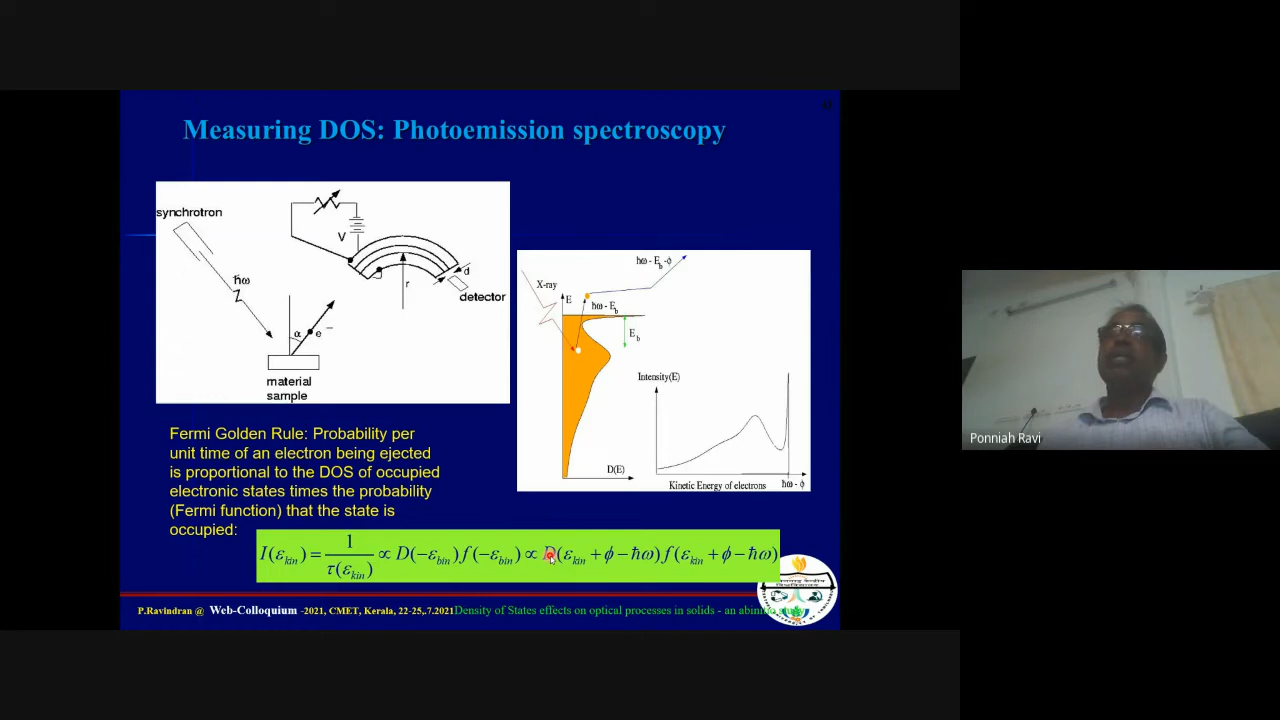 Measuring DOS: Photoemission spectroscopy
synchrotron
ħω
V
α
e −
r
d
detector
material
sample
X-ray
E
ħω - E_b -ϕ
ħω - E_b
E_b
D(E)
Intensity(E)
Kinetic Energy of electrons
ħω - ϕ
Fermi Golden Rule: Probability per
unit time of an electron being ejected
is proportional to the DOS of occupied
electronic states times the probability
(Fermi function) that the state is
occupied:
I(ε_kin) = 1/τ(ε_kin) ∝ D(−ε_bin) f(−ε_bin) ∝ D(ε_kin + ϕ − ħω) f(ε_kin + ϕ − ħω)
P.Ravindran @ Web-Colloquium -2021, CMET, Kerala, 22-25,.7.2021 Density of States effects on optical processes in solids - an abinitio study
Ponniah Ravi